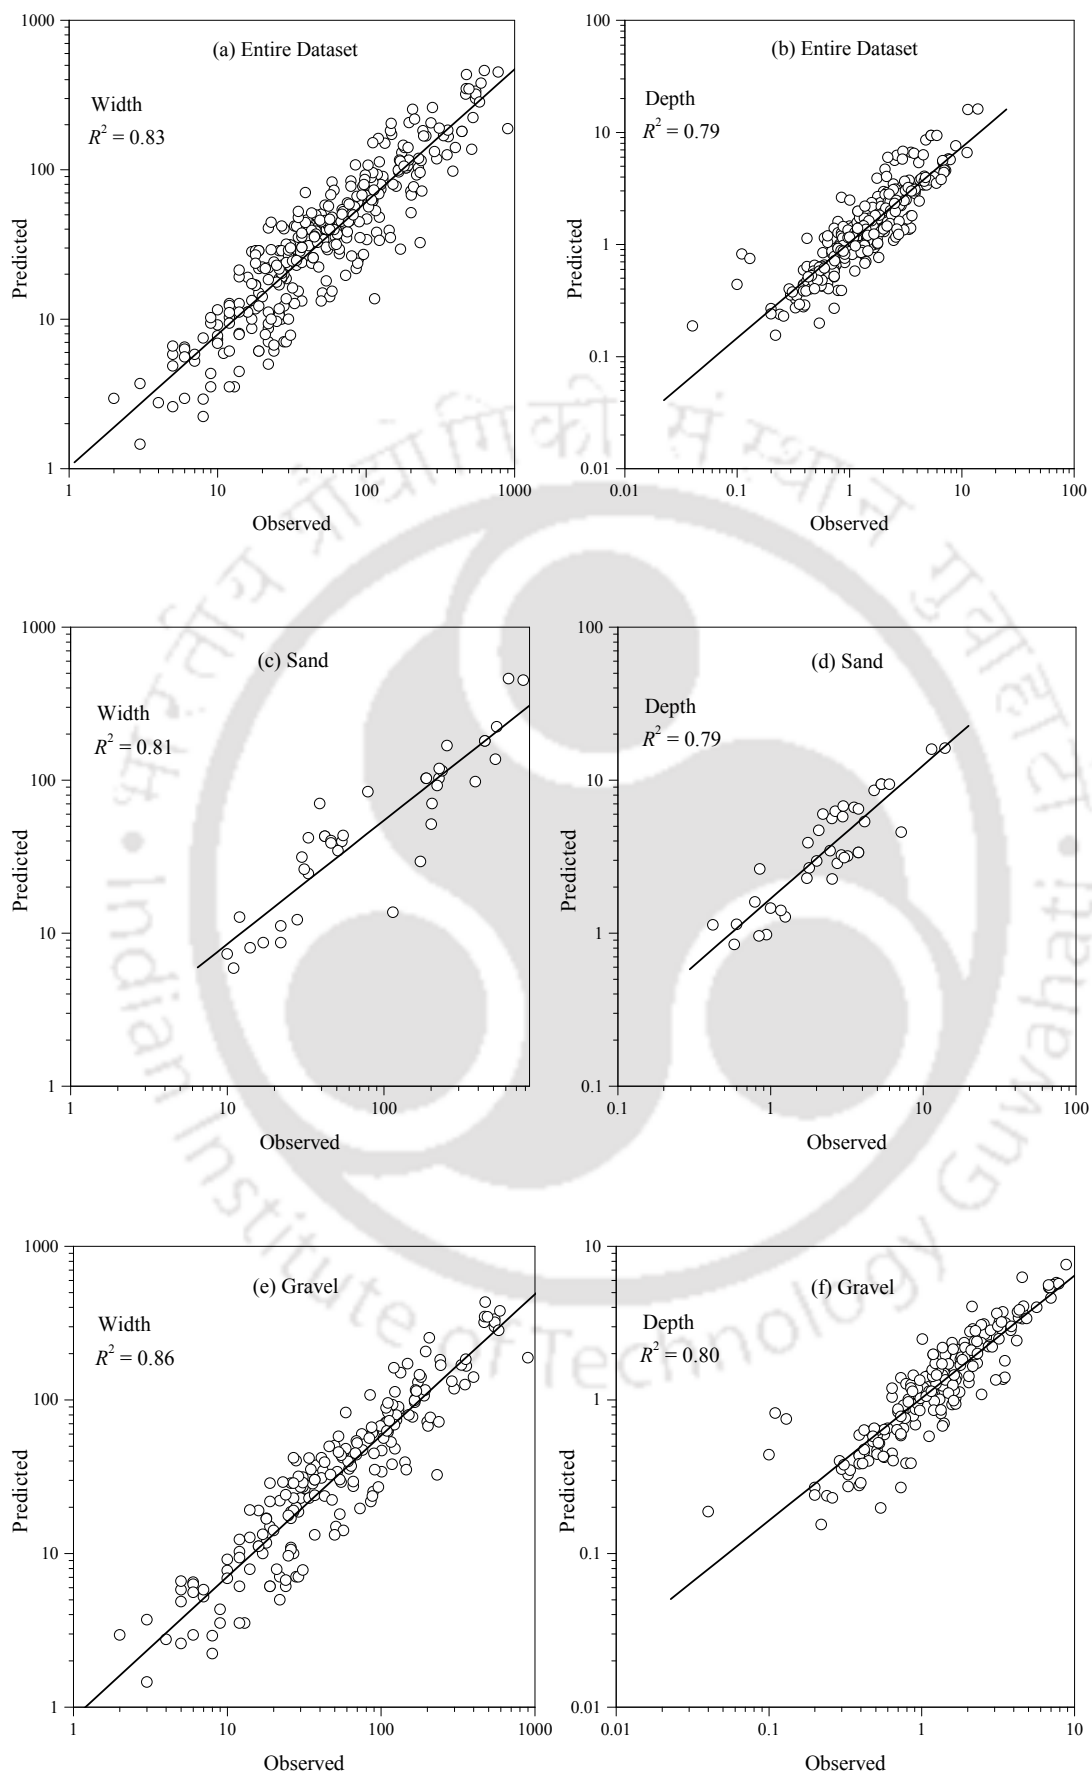 (a) Entire Dataset
Width
R² = 0.83
1000
100
10
1
Predicted
1
10
100
1000
Observed
(b) Entire Dataset
Depth
R² = 0.79
100
10
1
0.1
0.01
Predicted
0.01
0.1
1
10
100
Observed
(c) Sand
Width
R² = 0.81
1000
100
10
1
Predicted
1
10
100
Observed
(d) Sand
Depth
R² = 0.79
100
10
1
0.1
Predicted
0.1
1
10
100
Observed
(e) Gravel
Width
R² = 0.86
1000
100
10
1
Predicted
1
10
100
1000
Observed
(f) Gravel
Depth
R² = 0.80
10
1
0.1
0.01
Predicted
0.01
0.1
1
10
Observed
भारतीय प्रौद्योगिकी संस्थान गुवाहाटी
Indian Institute of Technology Guwahati